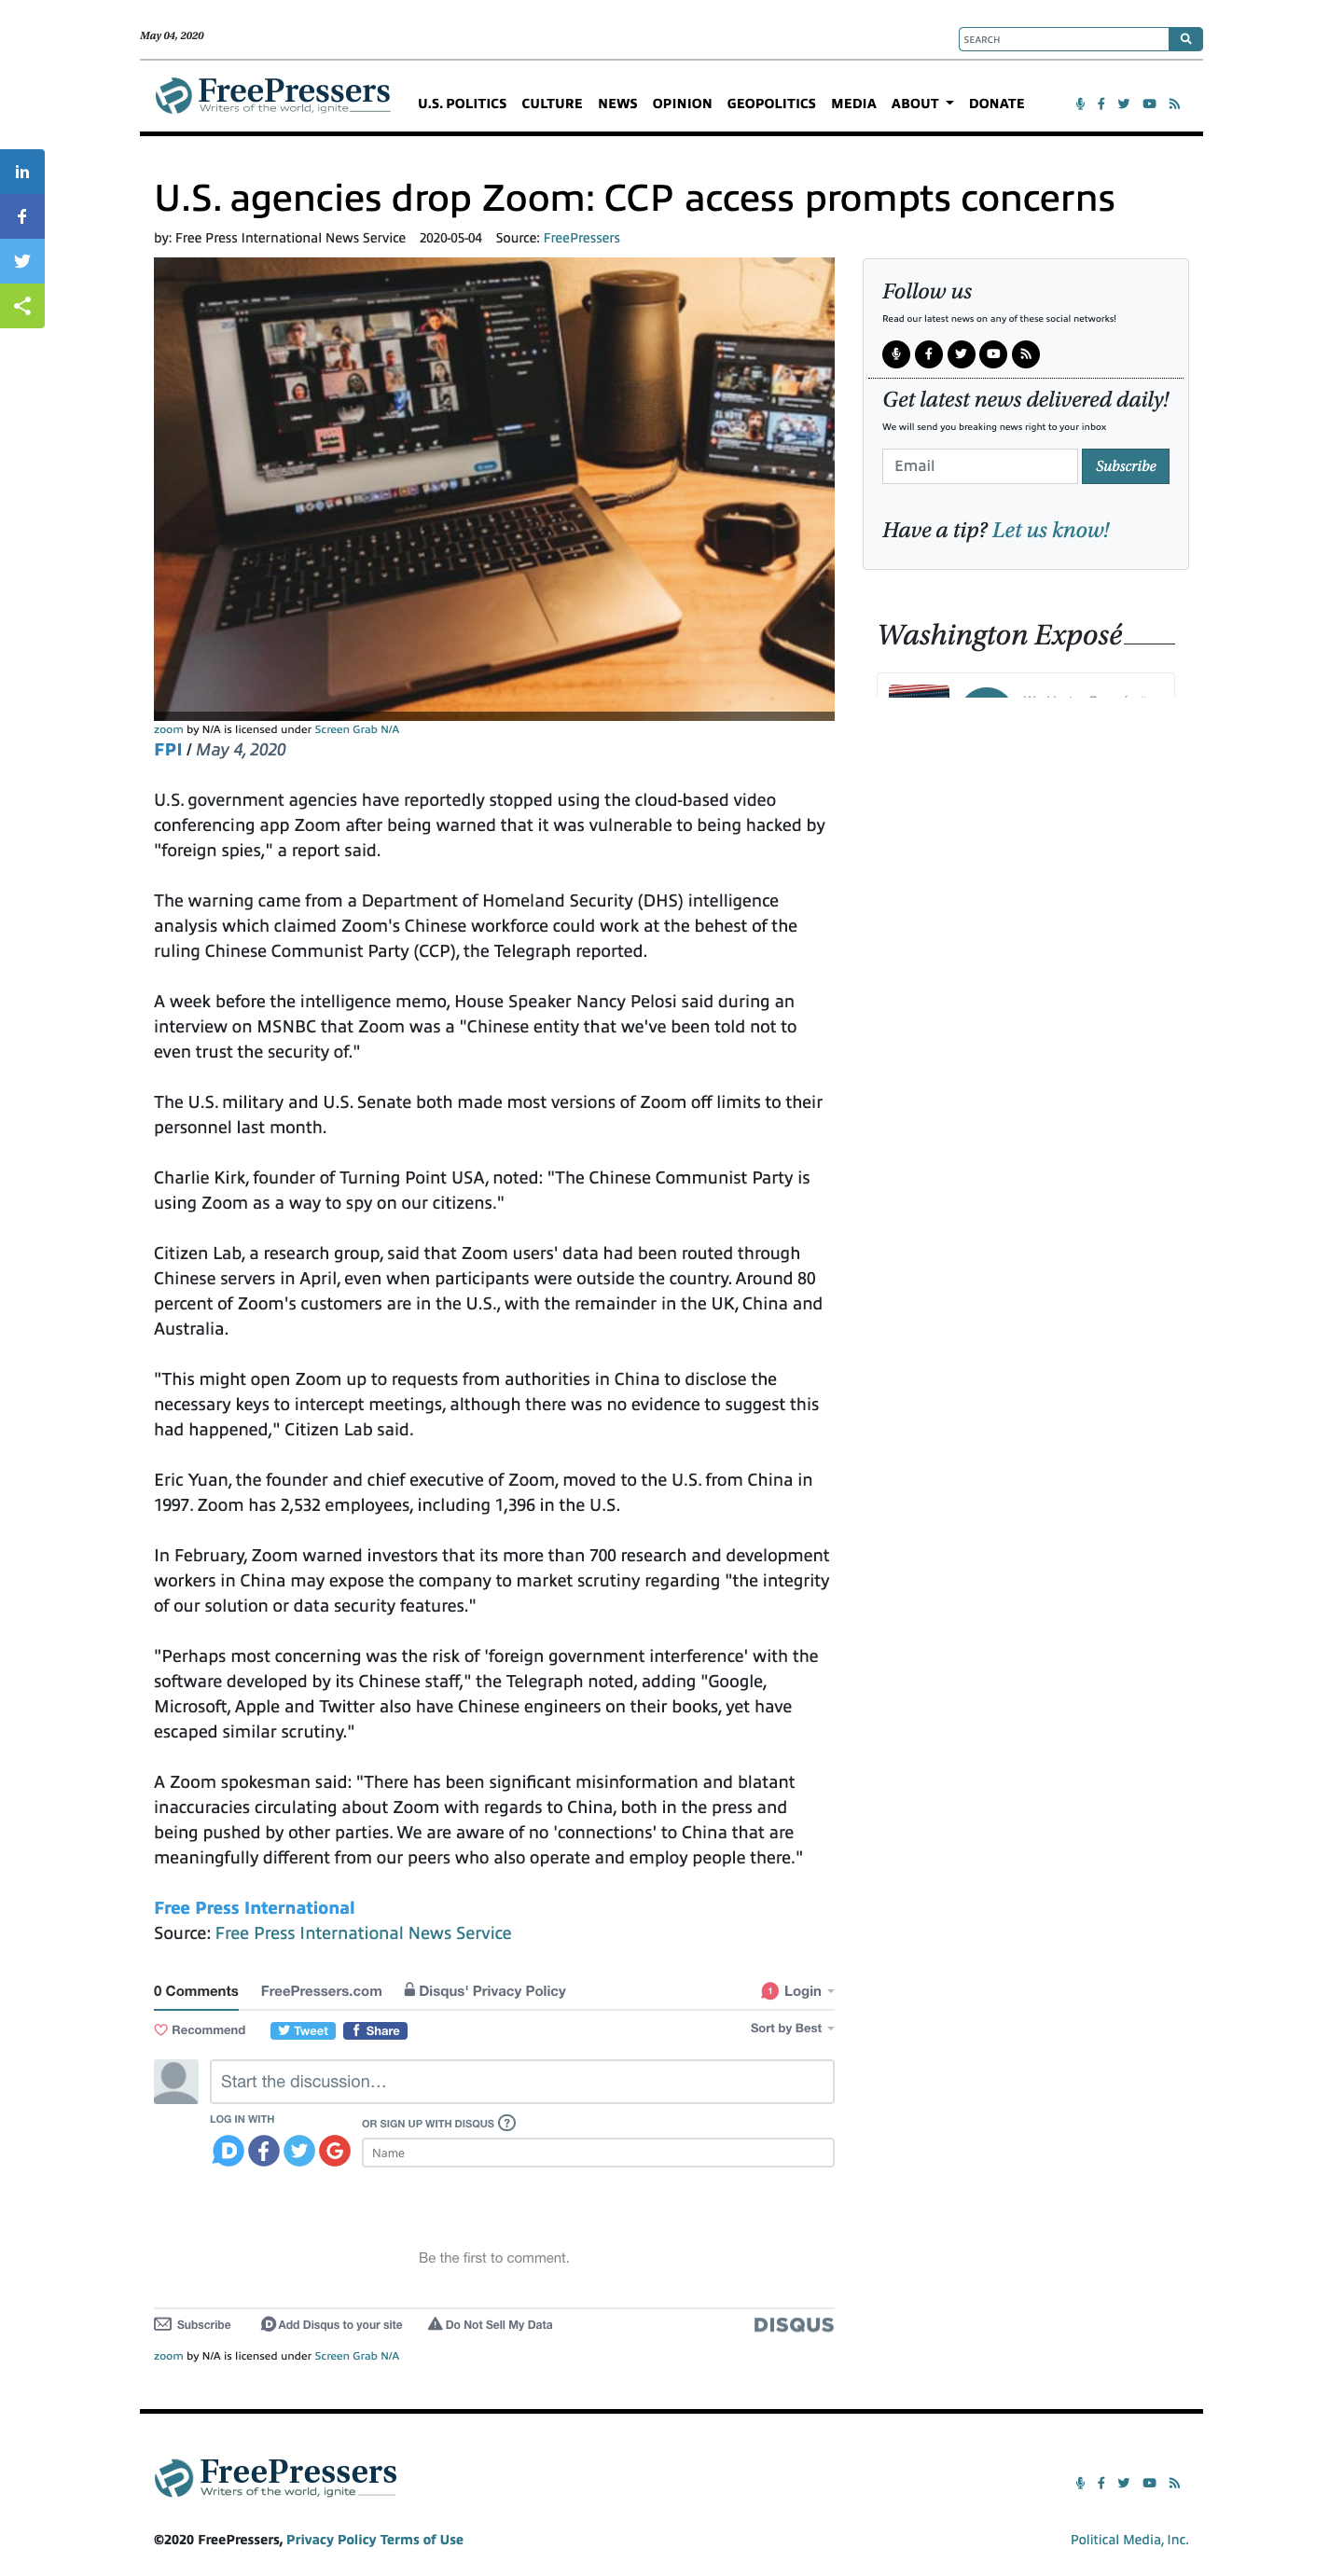 May 04, 2020
SEARCH
FreePressers
Writers of the world, ignite
U.S. POLITICS CULTURE NEWS OPINION GEOPOLITICS MEDIA ABOUT DONATE
U.S. agencies drop Zoom: CCP access prompts concerns
by: Free Press International News Service 2020-05-04 Source: FreePressers
Follow us
Read our latest news on any of these social networks!
Get latest news delivered daily!
We will send you breaking news right to your inbox
Email Subscribe
Have a tip? Let us know!
Washington Exposé
zoom by N/A is licensed under Screen Grab N/A
FPI / May 4, 2020
U.S. government agencies have reportedly stopped using the cloud-based video
conferencing app Zoom after being warned that it was vulnerable to being hacked by
"foreign spies," a report said.
The warning came from a Department of Homeland Security (DHS) intelligence
analysis which claimed Zoom's Chinese workforce could work at the behest of the
ruling Chinese Communist Party (CCP), the Telegraph reported.
A week before the intelligence memo, House Speaker Nancy Pelosi said during an
interview on MSNBC that Zoom was a "Chinese entity that we've been told not to
even trust the security of."
The U.S. military and U.S. Senate both made most versions of Zoom off limits to their
personnel last month.
Charlie Kirk, founder of Turning Point USA, noted: "The Chinese Communist Party is
using Zoom as a way to spy on our citizens."
Citizen Lab, a research group, said that Zoom users' data had been routed through
Chinese servers in April, even when participants were outside the country. Around 80
percent of Zoom's customers are in the U.S., with the remainder in the UK, China and
Australia.
"This might open Zoom up to requests from authorities in China to disclose the
necessary keys to intercept meetings, although there was no evidence to suggest this
had happened," Citizen Lab said.
Eric Yuan, the founder and chief executive of Zoom, moved to the U.S. from China in
1997. Zoom has 2,532 employees, including 1,396 in the U.S.
In February, Zoom warned investors that its more than 700 research and development
workers in China may expose the company to market scrutiny regarding "the integrity
of our solution or data security features."
"Perhaps most concerning was the risk of 'foreign government interference' with the
software developed by its Chinese staff," the Telegraph noted, adding "Google,
Microsoft, Apple and Twitter also have Chinese engineers on their books, yet have
escaped similar scrutiny."
A Zoom spokesman said: "There has been significant misinformation and blatant
inaccuracies circulating about Zoom with regards to China, both in the press and
being pushed by other parties. We are aware of no 'connections' to China that are
meaningfully different from our peers who also operate and employ people there."
Free Press International
Source: Free Press International News Service
0 Comments FreePressers.com Disqus' Privacy Policy 1 Login
Recommend Tweet Share Sort by Best
Start the discussion…
LOG IN WITH
OR SIGN UP WITH DISQUS ?
Name
Be the first to comment.
Subscribe Add Disqus to your site Do Not Sell My Data DISQUS
zoom by N/A is licensed under Screen Grab N/A
FreePressers
Writers of the world, ignite
©2020 FreePressers, Privacy Policy Terms of Use Political Media, Inc.